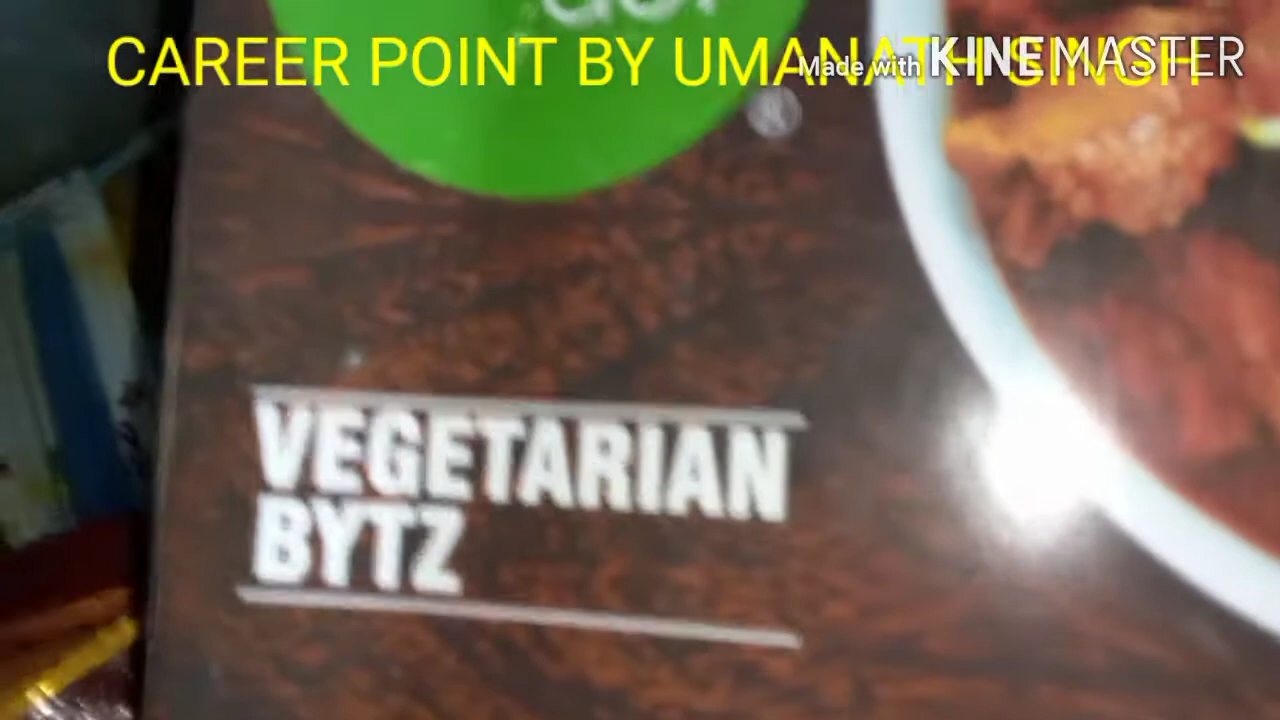 CAREER POINT BY UMANATH SINGH
Made with KINEMASTER
®
VEGETARIAN
BYTZ